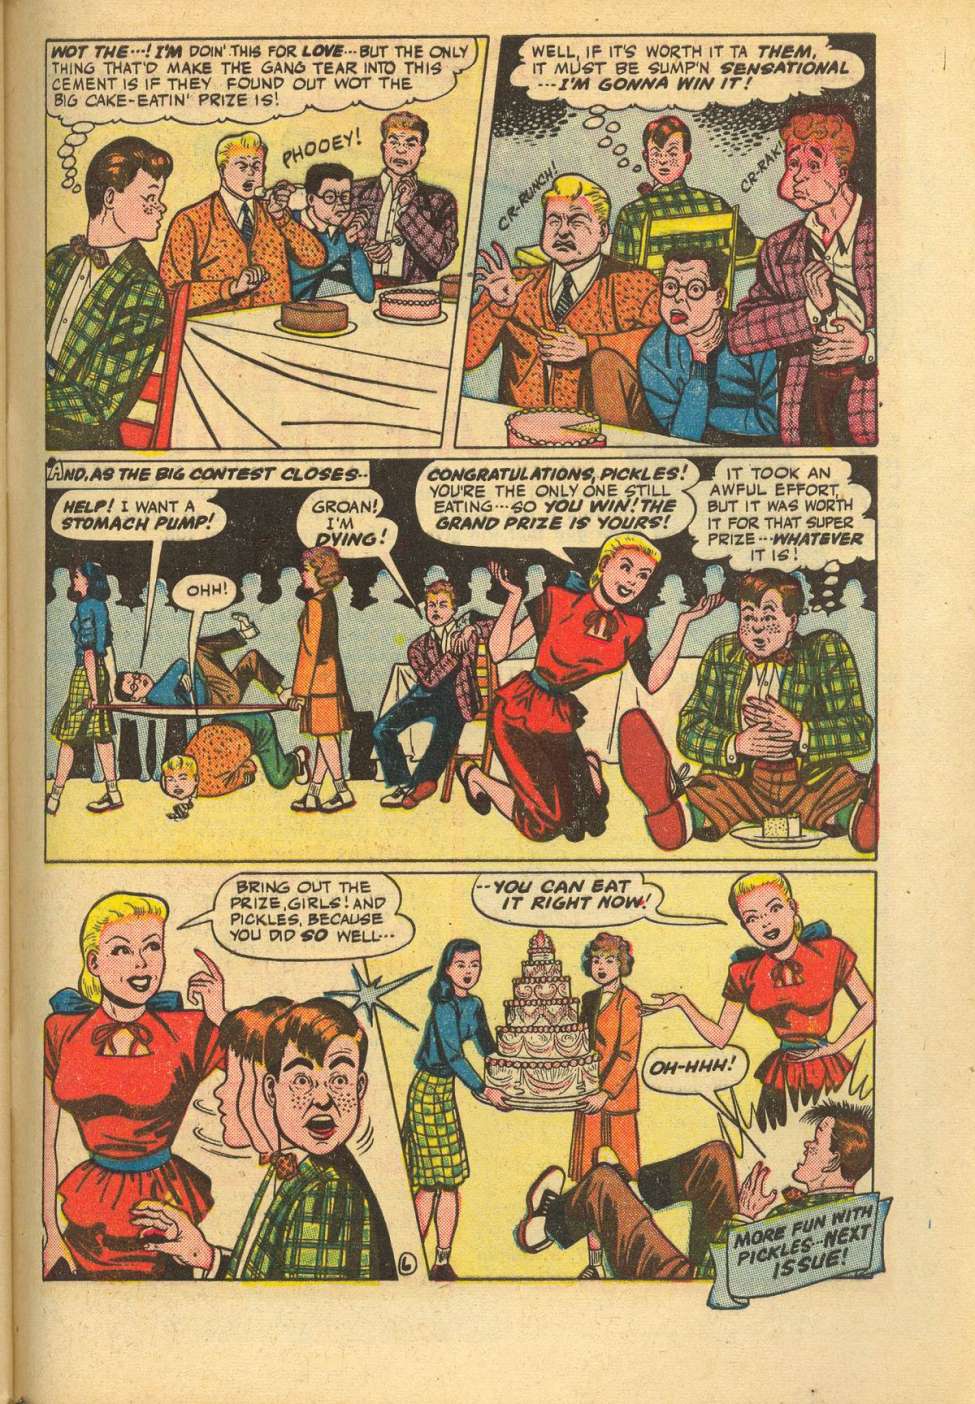 WOT THE---! I'M DOIN' THIS FOR LOVE---BUT THE ONLY
THING THAT'D MAKE THE GANG TEAR INTO THIS
CEMENT IS IF THEY FOUND OUT WOT THE
BIG CAKE-EATIN' PRIZE IS!
PHOOEY!
WELL, IF IT'S WORTH IT TA THEM,
IT MUST BE SUMP'N SENSATIONAL
---I'M GONNA WIN IT!
CR-RUNCH!
CR-RAK!
AND, AS THE BIG CONTEST CLOSES--
HELP! I WANT A
STOMACH PUMP!
OHH!
GROAN!
I'M
DYING!
CONGRATULATIONS, PICKLES!
YOU'RE THE ONLY ONE STILL
EATING---SO YOU WIN! THE
GRAND PRIZE IS YOURS!
IT TOOK AN
AWFUL EFFORT,
BUT IT WAS WORTH
IT FOR THAT SUPER
PRIZE---WHATEVER
IT IS!
BRING OUT THE
PRIZE, GIRLS! AND
PICKLES, BECAUSE
YOU DID SO WELL---
6
--YOU CAN EAT
IT RIGHT NOW!
OH-HHH!
MORE FUN WITH
PICKLES---NEXT
ISSUE!